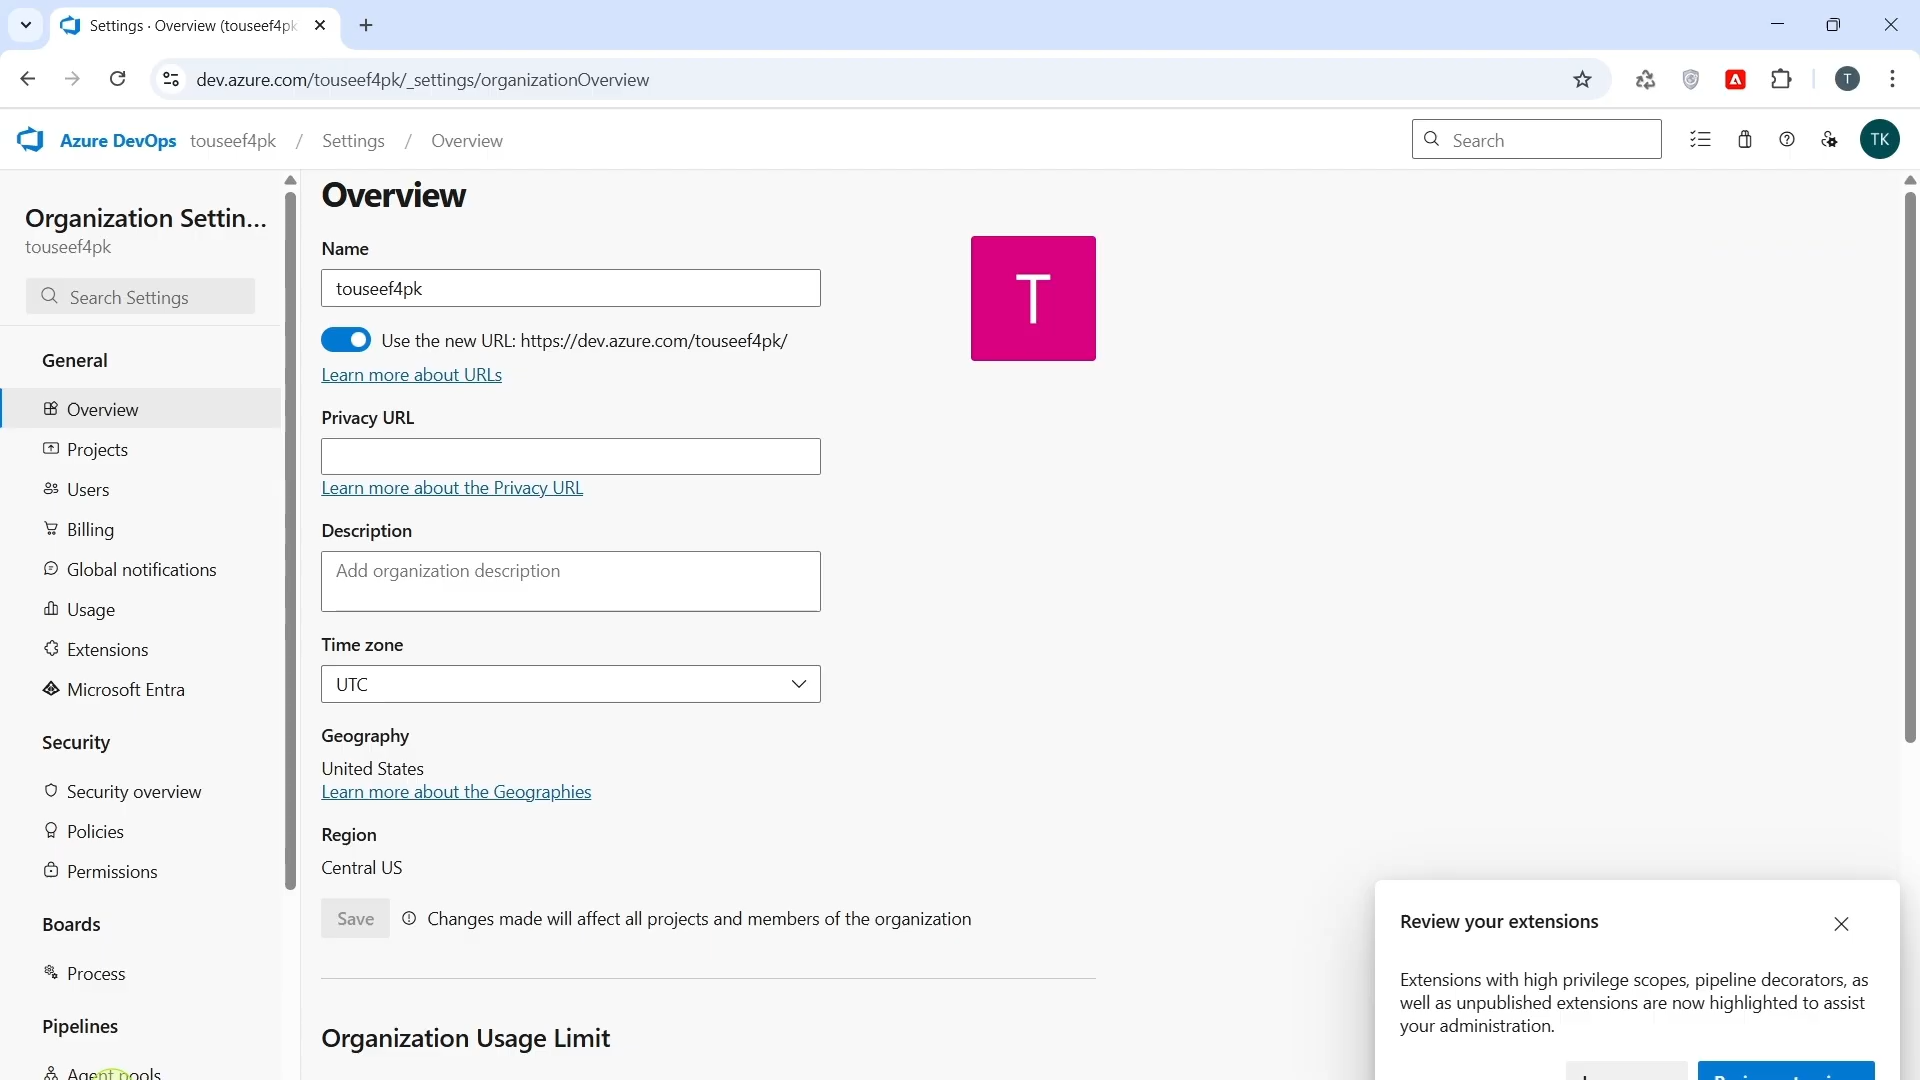 Settings · Overview (touseef4pk
dev.azure.com/touseef4pk/_settings/organizationOverview
T
Azure DevOps touseef4pk / Settings / Overview
Search
TK
Organization Settin...
touseef4pk
Search Settings
General
Overview
Projects
Users
Billing
Global notifications
Usage
Extensions
Microsoft Entra
Security
Security overview
Policies
Permissions
Boards
Process
Pipelines
Agent pools
Overview
Name
touseef4pk
T
Use the new URL: https://dev.azure.com/touseef4pk/
Learn more about URLs
Privacy URL
Learn more about the Privacy URL
Description
Add organization description
Time zone
UTC
Geography
United States
Learn more about the Geographies
Region
Central US
Save
Changes made will affect all projects and members of the organization
Organization Usage Limit
Review your extensions
Extensions with high privilege scopes, pipeline decorators, as
well as unpublished extensions are now highlighted to assist
your administration.